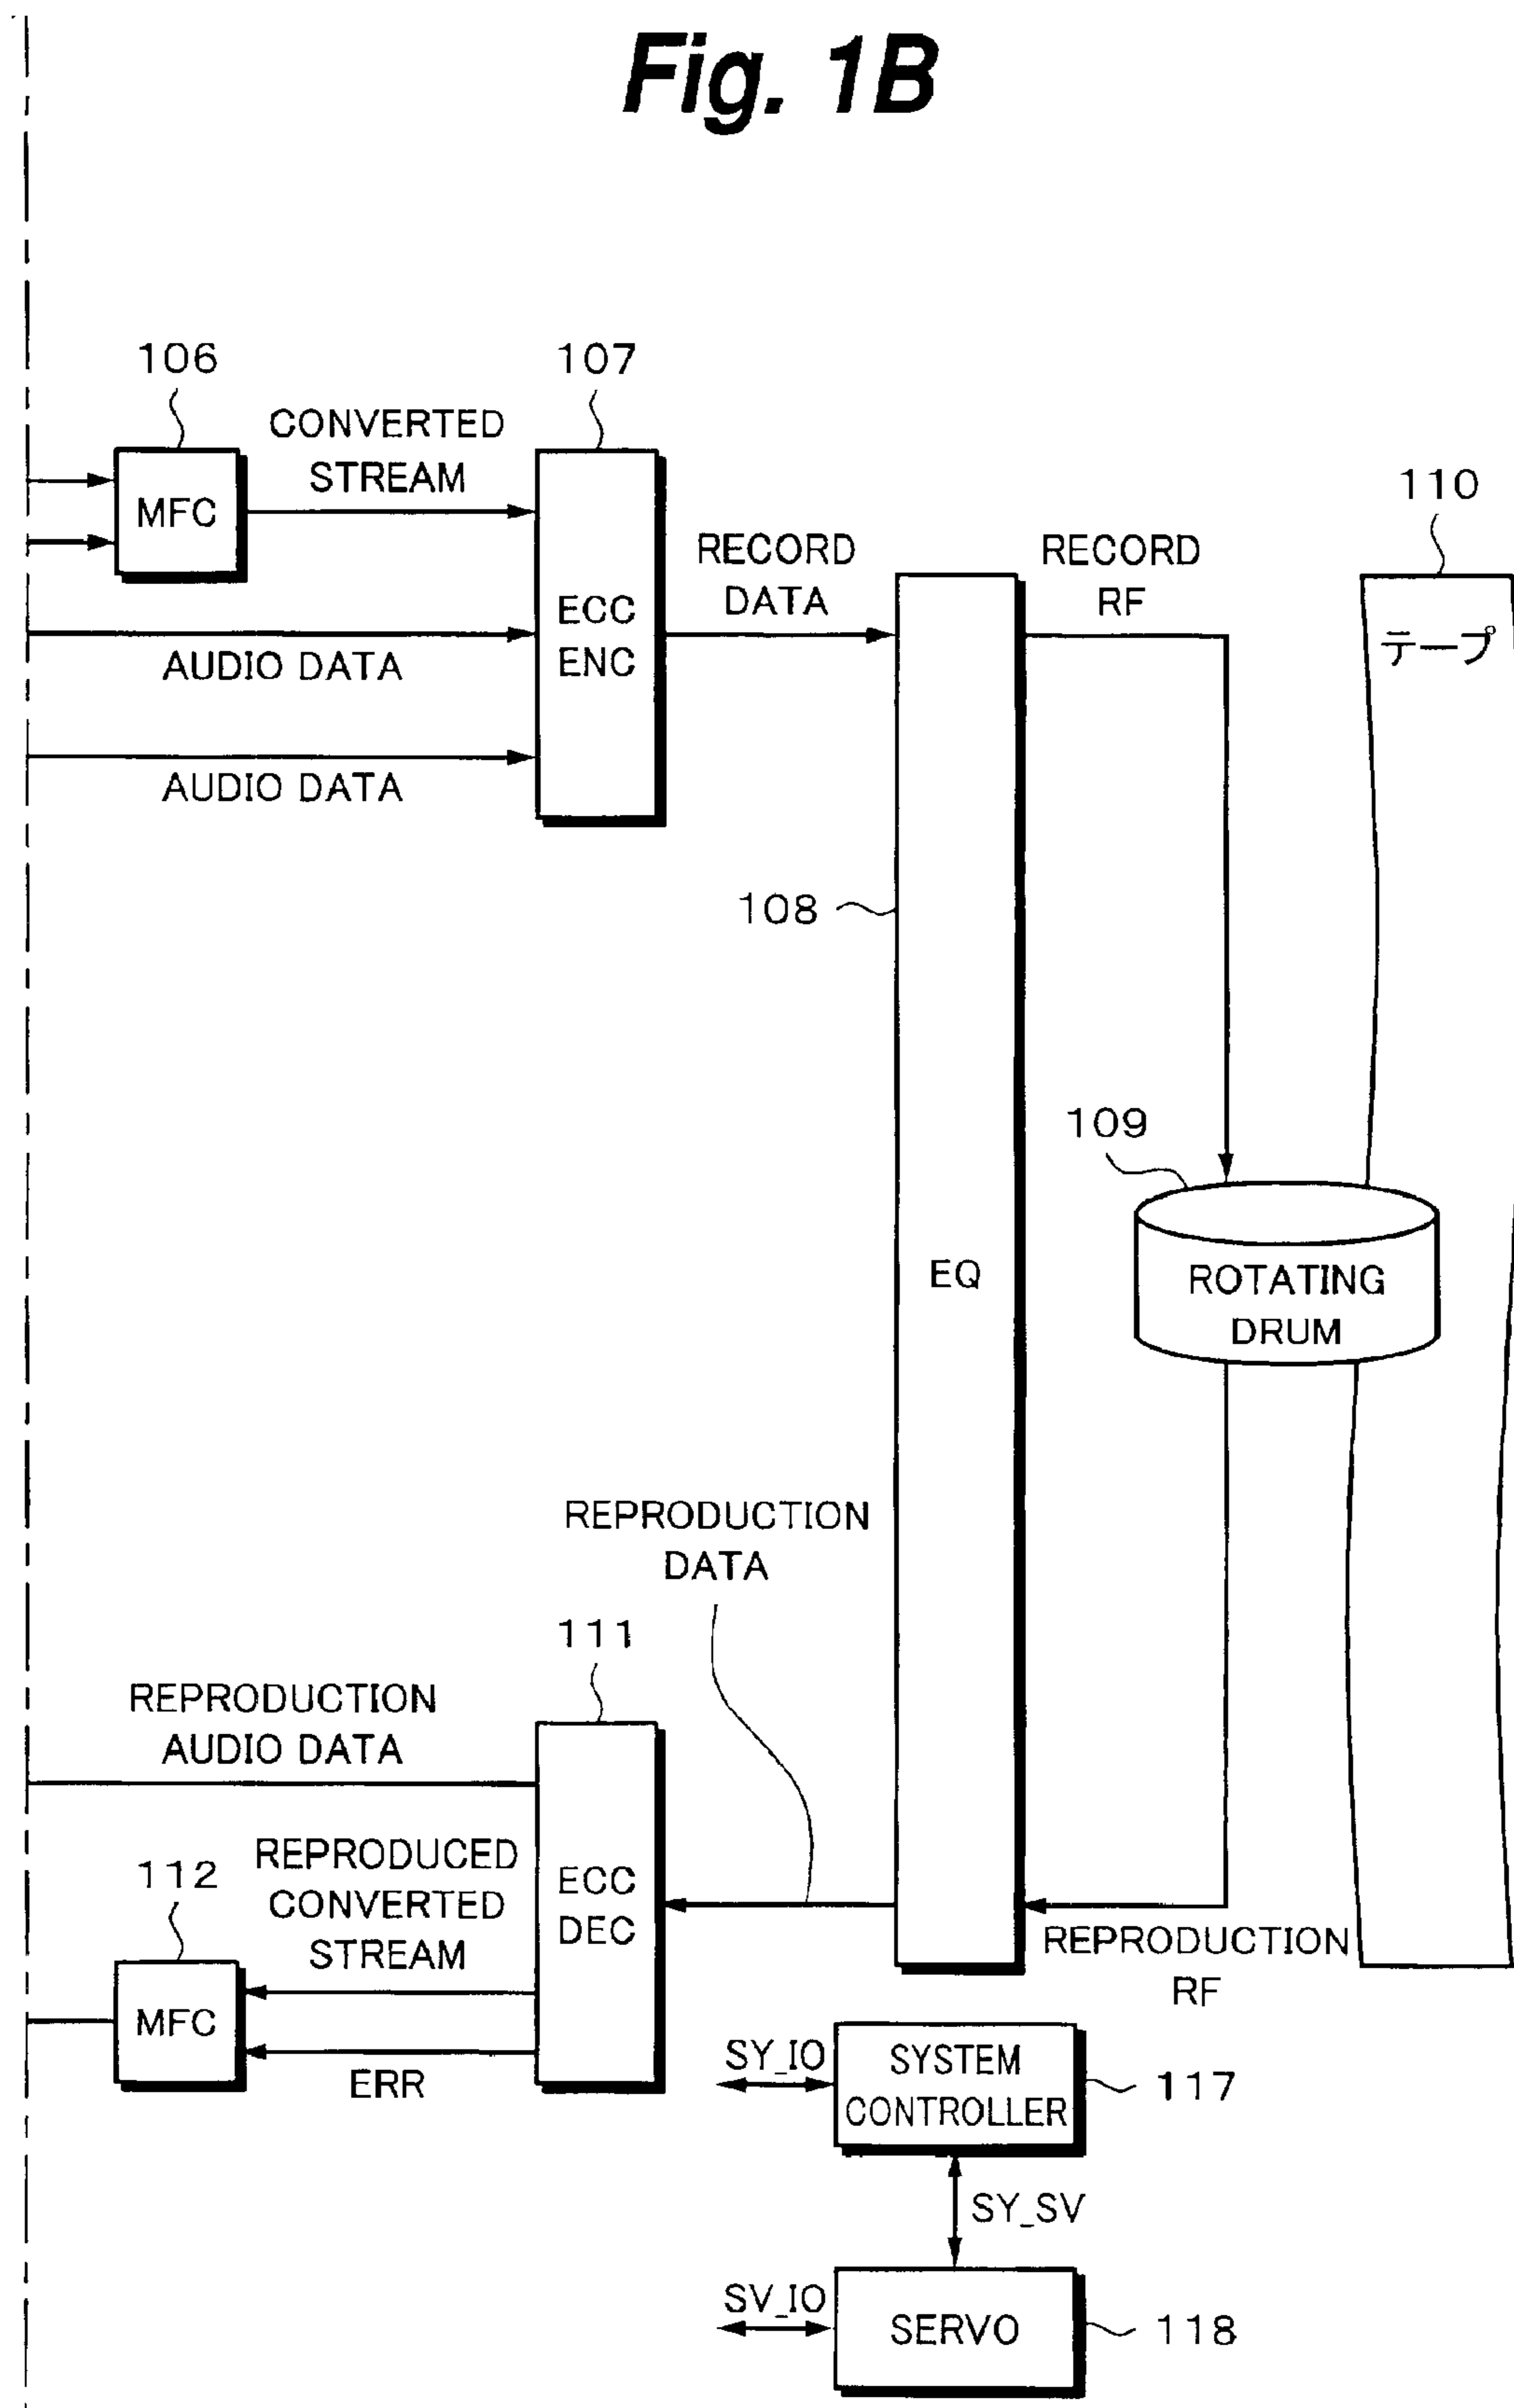 Fig. 1B
106
CONVERTED
STREAM
107
MFC
ECC
ENC
AUDIO DATA
AUDIO DATA
RECORD
DATA
RECORD
RF
110
テープ
108
109
EQ
ROTATING
DRUM
REPRODUCTION
DATA
111
REPRODUCTION
AUDIO DATA
REPRODUCED
CONVERTED
STREAM
112
ECC
DEC
MFC
ERR
REPRODUCTION
RF
SY_IO
SYSTEM
CONTROLLER
117
SY_SV
SV_IO
SERVO
118